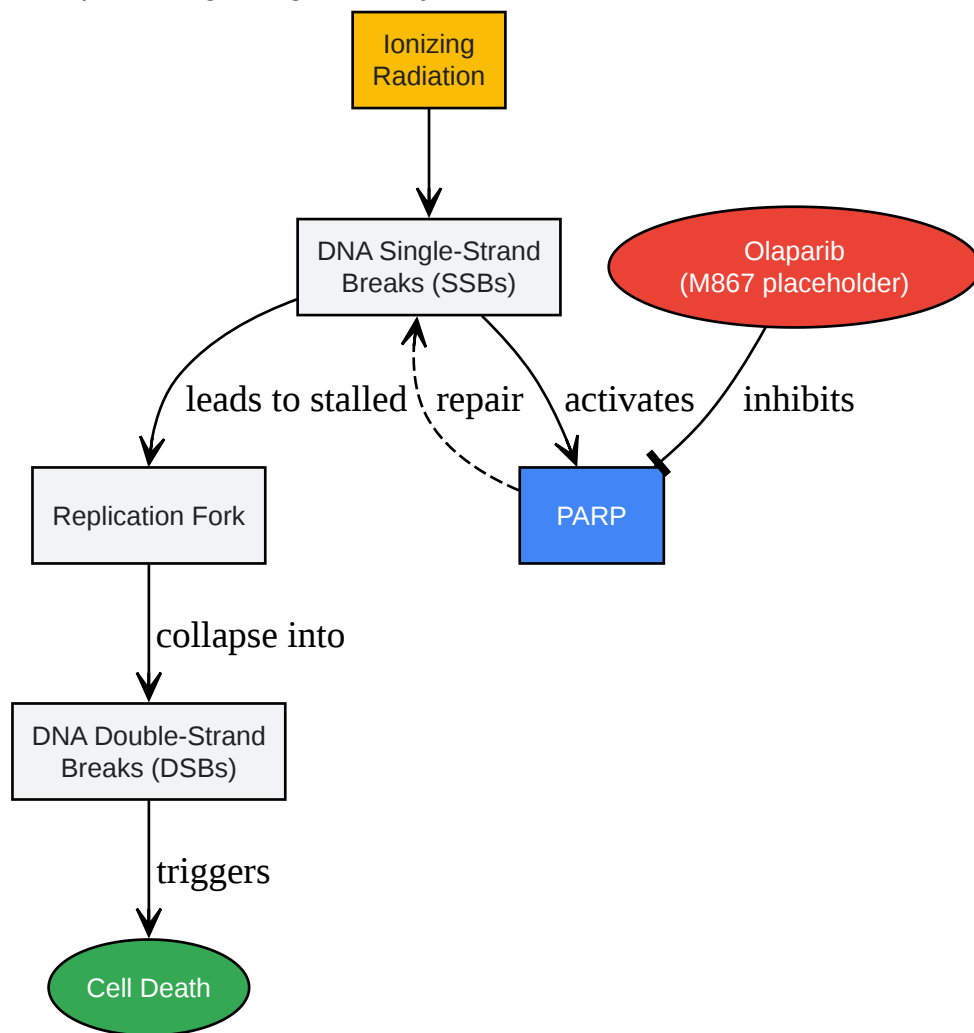 Ionizing
Radiation
DNA Single-Strand
Breaks (SSBs)
Olaparib
(M867 placeholder)
leads to stalled
repair
activates
inhibits
Replication Fork
PARP
collapse into
DNA Double-Strand
Breaks (DSBs)
triggers
Cell Death